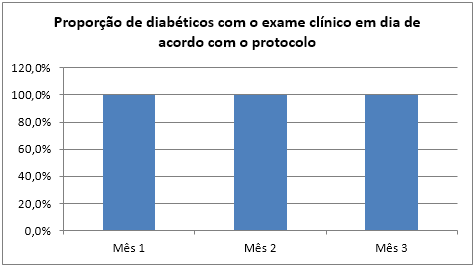 Proporção de diabéticos com o exame clínico em dia de
acordo com o protocolo
120,0%
100,0%
80,0%
60,0%
40,0%
20,0%
0,0%
Mês 1 Mês 2 Mês 3